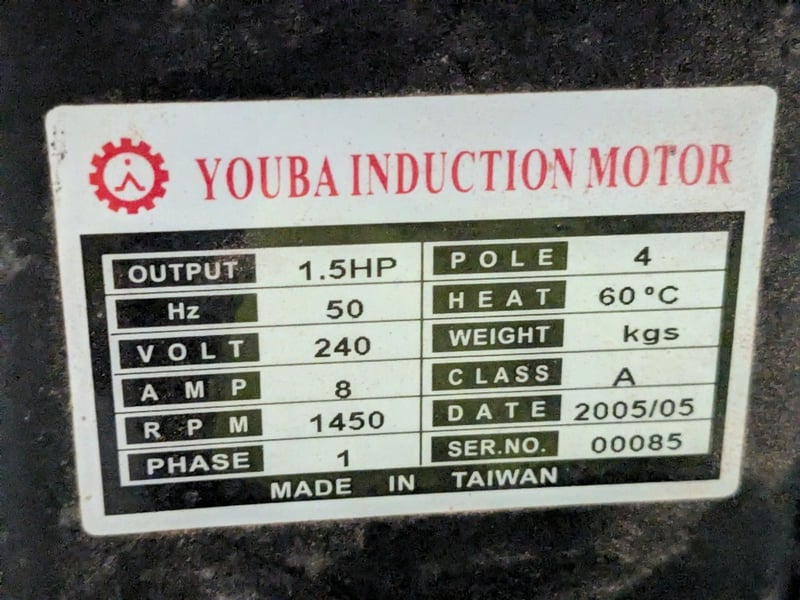 YOUBA INDUCTION MOTOR
OUTPUT 1.5HP POLE 4
Hz 50 HEAT 60°C
VOLT 240 WEIGHT kgs
AMP 8 CLASS A
RPM 1450 DATE 2005/05
PHASE 1 SER.NO. 00085
MADE IN TAIWAN